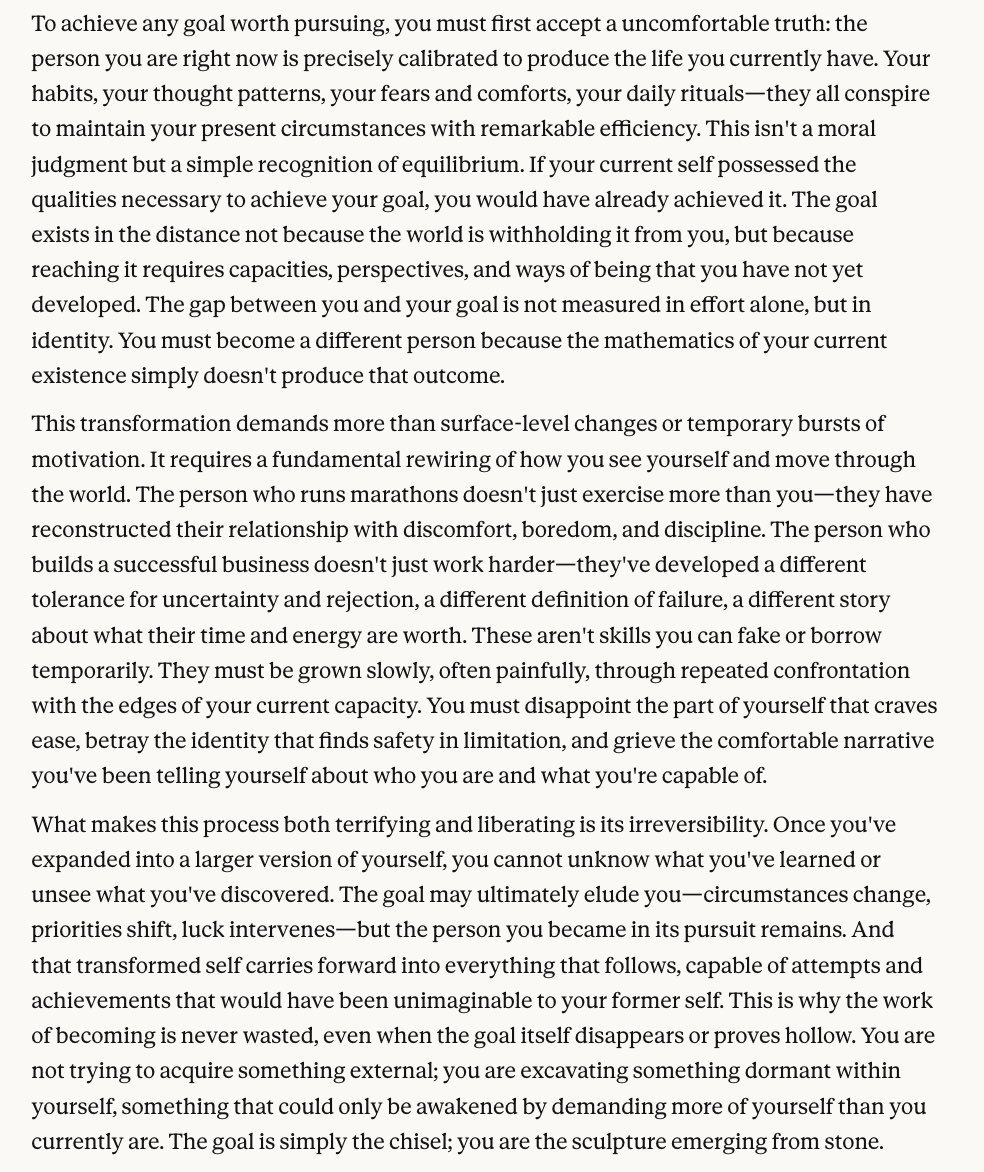 To achieve any goal worth pursuing, you must first accept a uncomfortable truth: the
person you are right now is precisely calibrated to produce the life you currently have. Your
habits, your thought patterns, your fears and comforts, your daily rituals—they all conspire
to maintain your present circumstances with remarkable efficiency. This isn't a moral
judgment but a simple recognition of equilibrium. If your current self possessed the
qualities necessary to achieve your goal, you would have already achieved it. The goal
exists in the distance not because the world is withholding it from you, but because
reaching it requires capacities, perspectives, and ways of being that you have not yet
developed. The gap between you and your goal is not measured in effort alone, but in
identity. You must become a different person because the mathematics of your current
existence simply doesn't produce that outcome.
This transformation demands more than surface-level changes or temporary bursts of
motivation. It requires a fundamental rewiring of how you see yourself and move through
the world. The person who runs marathons doesn't just exercise more than you—they have
reconstructed their relationship with discomfort, boredom, and discipline. The person who
builds a successful business doesn't just work harder—they've developed a different
tolerance for uncertainty and rejection, a different definition of failure, a different story
about what their time and energy are worth. These aren't skills you can fake or borrow
temporarily. They must be grown slowly, often painfully, through repeated confrontation
with the edges of your current capacity. You must disappoint the part of yourself that craves
ease, betray the identity that finds safety in limitation, and grieve the comfortable narrative
you've been telling yourself about who you are and what you're capable of.
What makes this process both terrifying and liberating is its irreversibility. Once you've
expanded into a larger version of yourself, you cannot unknow what you've learned or
unsee what you've discovered. The goal may ultimately elude you—circumstances change,
priorities shift, luck intervenes—but the person you became in its pursuit remains. And
that transformed self carries forward into everything that follows, capable of attempts and
achievements that would have been unimaginable to your former self. This is why the work
of becoming is never wasted, even when the goal itself disappears or proves hollow. You are
not trying to acquire something external; you are excavating something dormant within
yourself, something that could only be awakened by demanding more of yourself than you
currently are. The goal is simply the chisel; you are the sculpture emerging from stone.